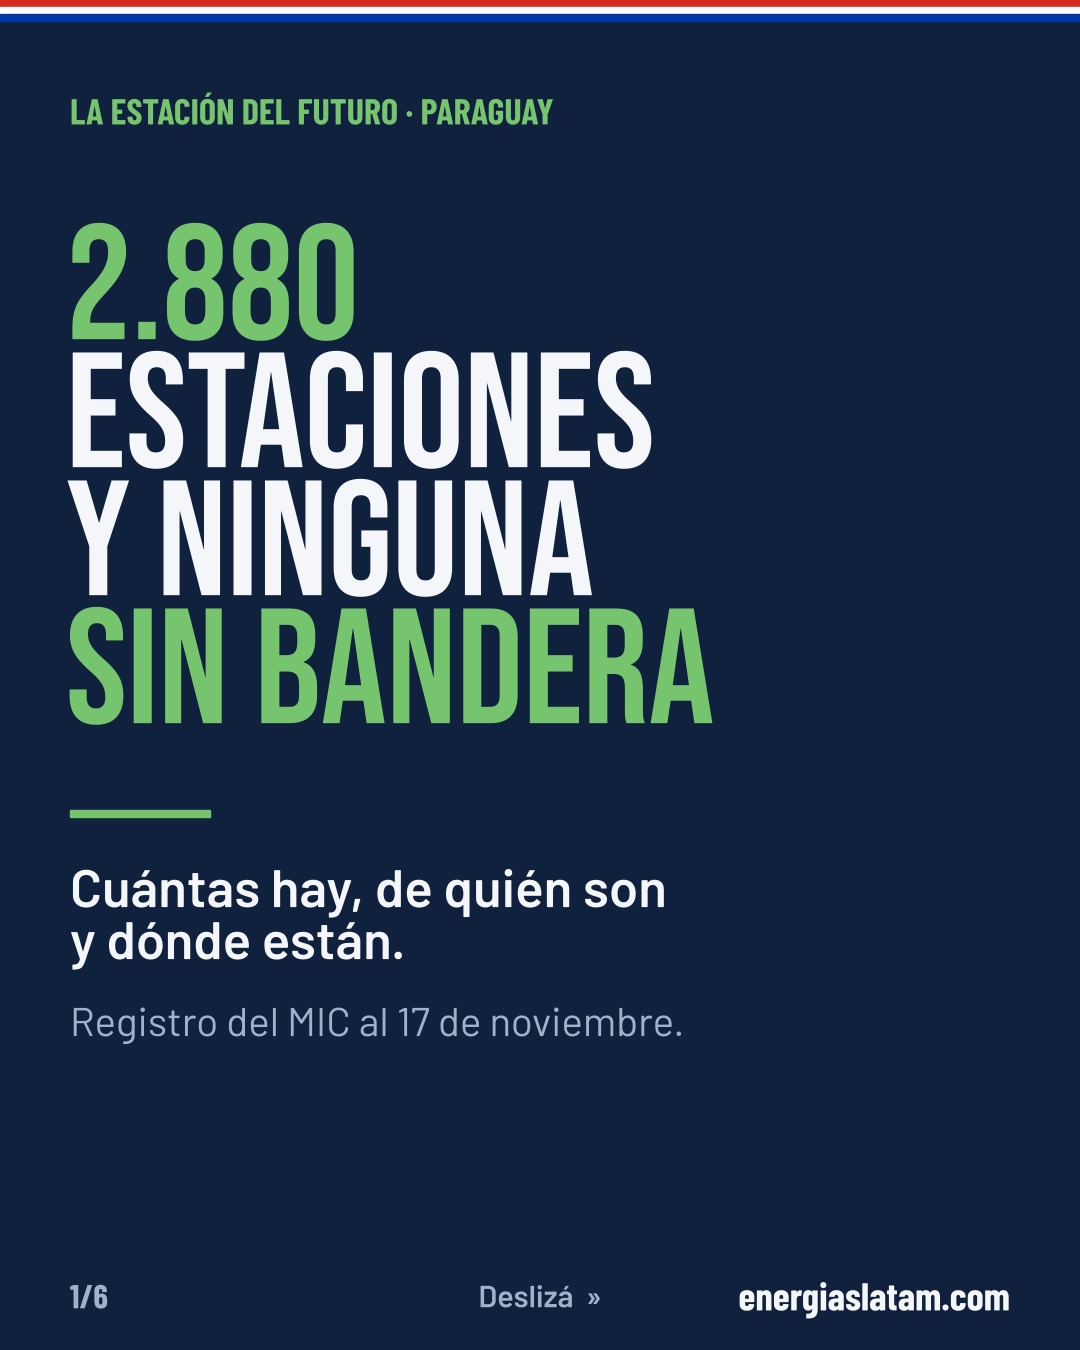 LA ESTACIÓN DEL FUTURO · PARAGUAY
2.880
ESTACIONES
Y NINGUNA
SIN BANDERA
Cuántas hay, de quién son
y dónde están.
Registro del MIC al 17 de noviembre.
1/6
Deslizá »
energiaslatam.com